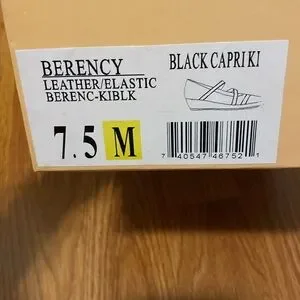 BERENCY BLACK CAPRI KI
LEATHER/ELASTIC
BERENC-KIBLK
7.5 M
7 40547 46752 1